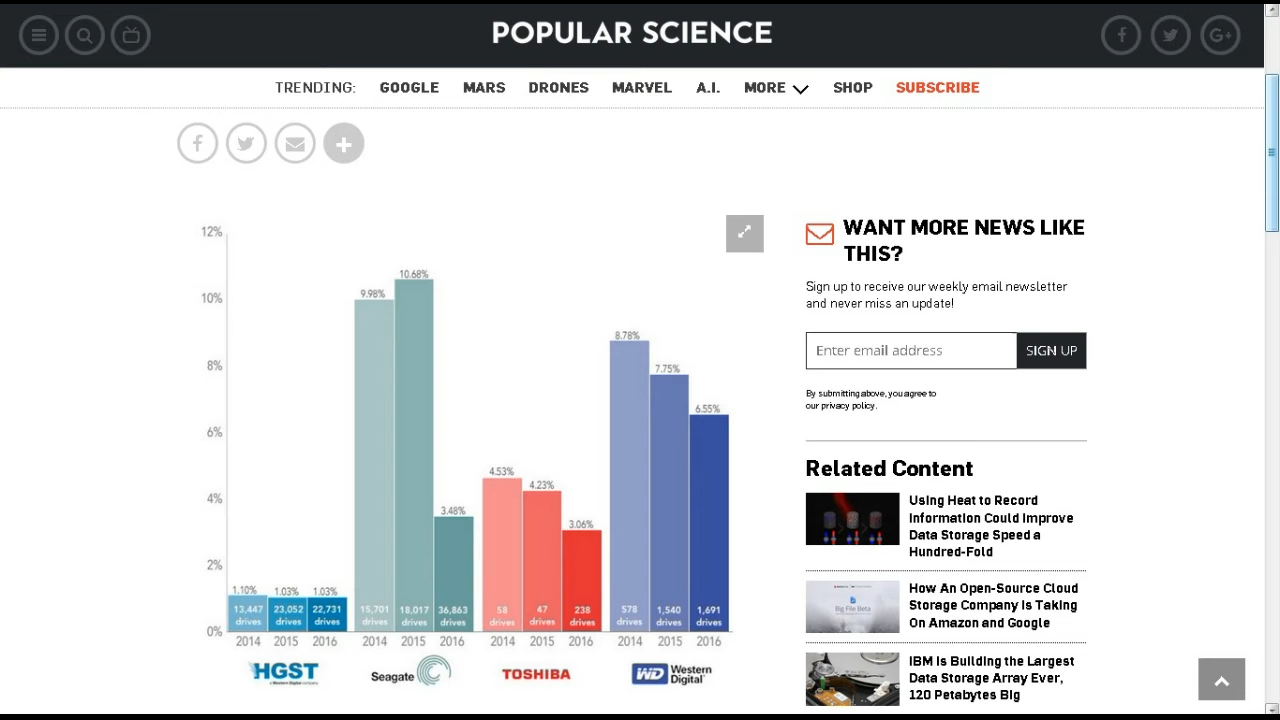 POPULAR SCIENCE
G+
TRENDING: GOOGLE MARS DRONES MARVEL A.I. MORE SHOP SUBSCRIBE
12%
10%
8%
6%
4%
2%
0%
1.10% 1.03% 1.03%
9.98% 10.68% 3.48%
4.53% 4.23% 3.06%
8.78% 7.75% 6.55%
13,447 drives
23,052 drives
22,731 drives
15,701 drives
18,017 drives
36,863 drives
58 drives
47 drives
238 drives
578 drives
1,540 drives
1,691 drives
2014 2015 2016 2014 2015 2016 2014 2015 2016 2014 2015 2016
HGST
a Western Digital company
Seagate
TOSHIBA
WD Western
Digital
WANT MORE NEWS LIKE
THIS?
Sign up to receive our weekly email newsletter
and never miss an update!
Enter email address SIGN UP
By submitting above, you agree to
our privacy policy.
Related Content
Using Heat to Record
Information Could Improve
Data Storage Speed a
Hundred-Fold
Big File Beta
How An Open-Source Cloud
Storage Company Is Taking
On Amazon and Google
IBM Is Building the Largest
Data Storage Array Ever,
120 Petabytes Big